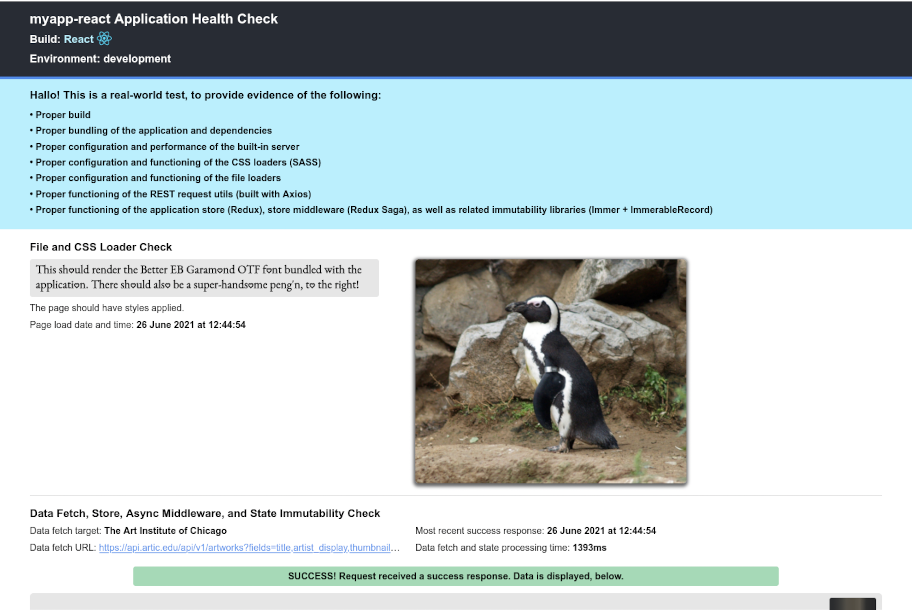 myapp-react Application Health Check
Build: React
Environment: development
Hallo! This is a real-world test, to provide evidence of the following:
• Proper build
• Proper bundling of the application and dependencies
• Proper configuration and performance of the built-in server
• Proper configuration and functioning of the CSS loaders (SASS)
• Proper configuration and functioning of the file loaders
• Proper functioning of the REST request utils (built with Axios)
• Proper functioning of the application store (Redux), store middleware (Redux Saga), as well as related immutability libraries (Immer + ImmerableRecord)
File and CSS Loader Check
This should render the Better EB Garamond OTF font bundled with the
application. There should also be a super-handsome peng'n, to the right!
The page should have styles applied.
Page load date and time: 26 June 2021 at 12:44:54
Data Fetch, Store, Async Middleware, and State Immutability Check
Data fetch target: The Art Institute of Chicago
Data fetch URL: https://api.artic.edu/api/v1/artworks?fields=title,artist_display,thumbnail...
Most recent success response: 26 June 2021 at 12:44:54
Data fetch and state processing time: 1393ms
SUCCESS! Request received a success response. Data is displayed, below.